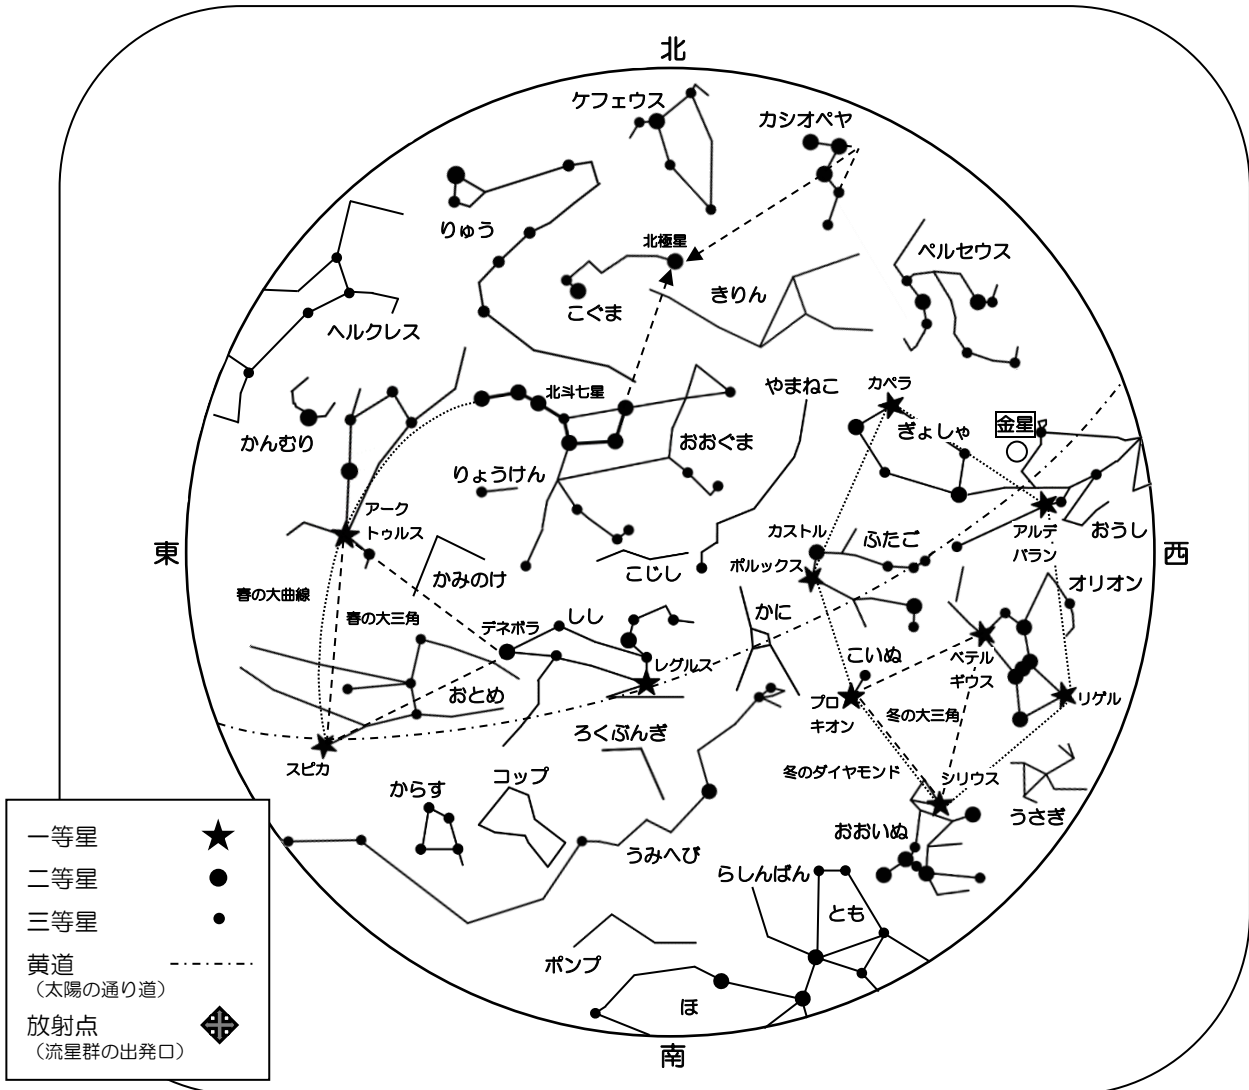 北
ケフェウス
カシオペヤ
りゅう
北極星
ペルセウス
きりん
こぐま
ヘルクレス
カペラ
やまねこ
北斗七星
金星
ぎょしゃ
かんむり
おおぐま
りょうけん
アーク
トゥルス
アルデ
バラン
おうし
カストル
ふたご
東
西
ポルックス
こじし
かみのけ
オリオン
春の大曲線
春の大三角
しし
かに
デネボラ
こいぬ
ベテル
ギウス
レグルス
おとめ
プロ
キオン
リゲル
冬の大三角
ろくぶんぎ
スピカ
コップ
冬のダイヤモンド
シリウス
からす
うさぎ
おおいぬ
うみへび
らしんばん
とも
ポンプ
ほ
南
一等星
二等星
三等星
黄道
（太陽の通り道）
放射点
（流星群の出発口）